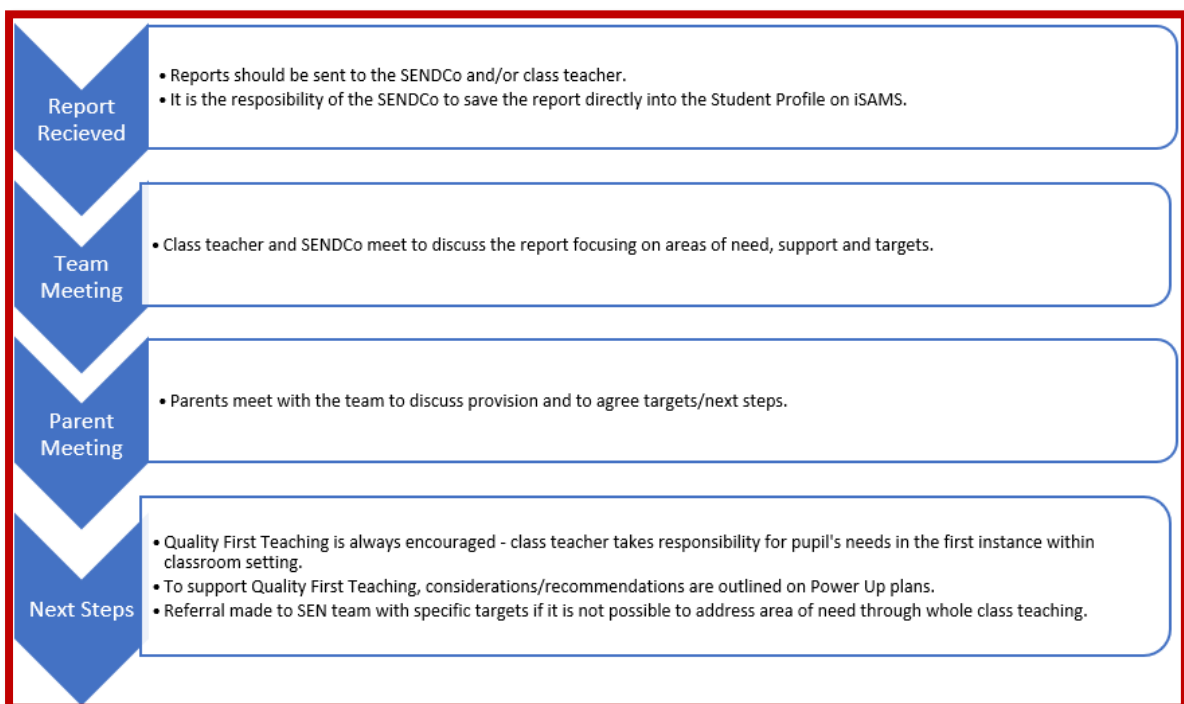 Report
Recieved
• Reports should be sent to the SENDCo and/or class teacher.
• It is the resposibility of the SENDCo to save the report directly into the Student Profile on iSAMS.
Team
Meeting
• Class teacher and SENDCo meet to discuss the report focusing on areas of need, support and targets.
Parent
Meeting
• Parents meet with the team to discuss provision and to agree targets/next steps.
Next Steps
• Quality First Teaching is always encouraged - class teacher takes responsibility for pupil's needs in the first instance within
classroom setting.
• To support Quality First Teaching, considerations/recommendations are outlined on Power Up plans.
• Referral made to SEN team with specific targets if it is not possible to address area of need through whole class teaching.